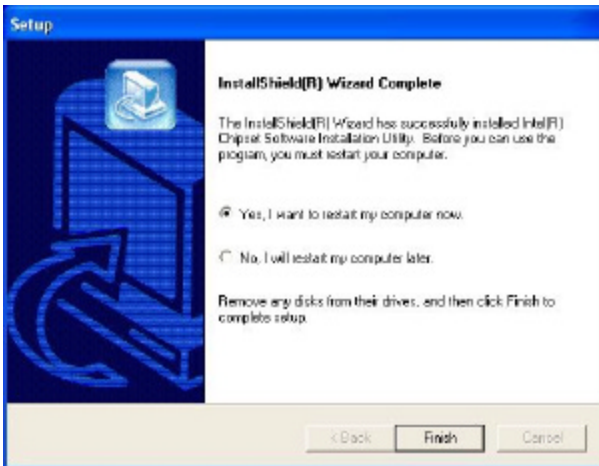 Setup
InstallShield(R) Wizard Complete
The InstallShield(R) Wizard has successfully installed Intel(R)
Chipset Software Installation Utility. Before you can use the
program, you must restart your computer.
Yes, I want to restart my computer now.
No, I will restart my computer later.
Remove any disks from their drives, and then click Finish to
complete setup.
< Back Finish Cancel